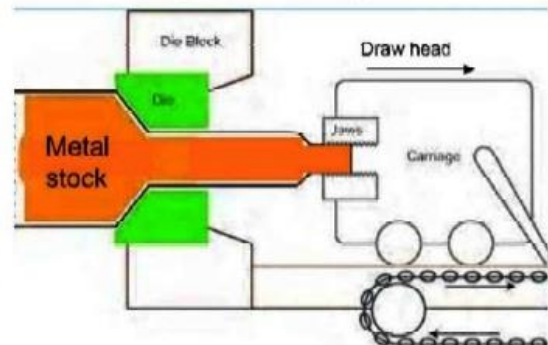 Die Block
Draw head
Die
Jaws
Metal
stock
Carriage